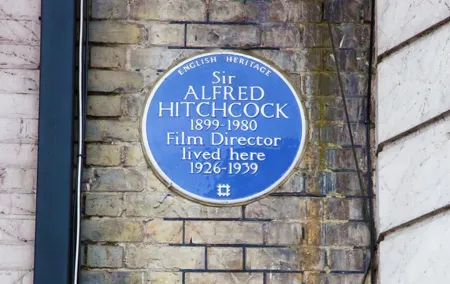 ENGLISH HERITAGE
Sir
ALFRED
HITCHCOCK
1899-1980
Film Director
lived here
1926-1939